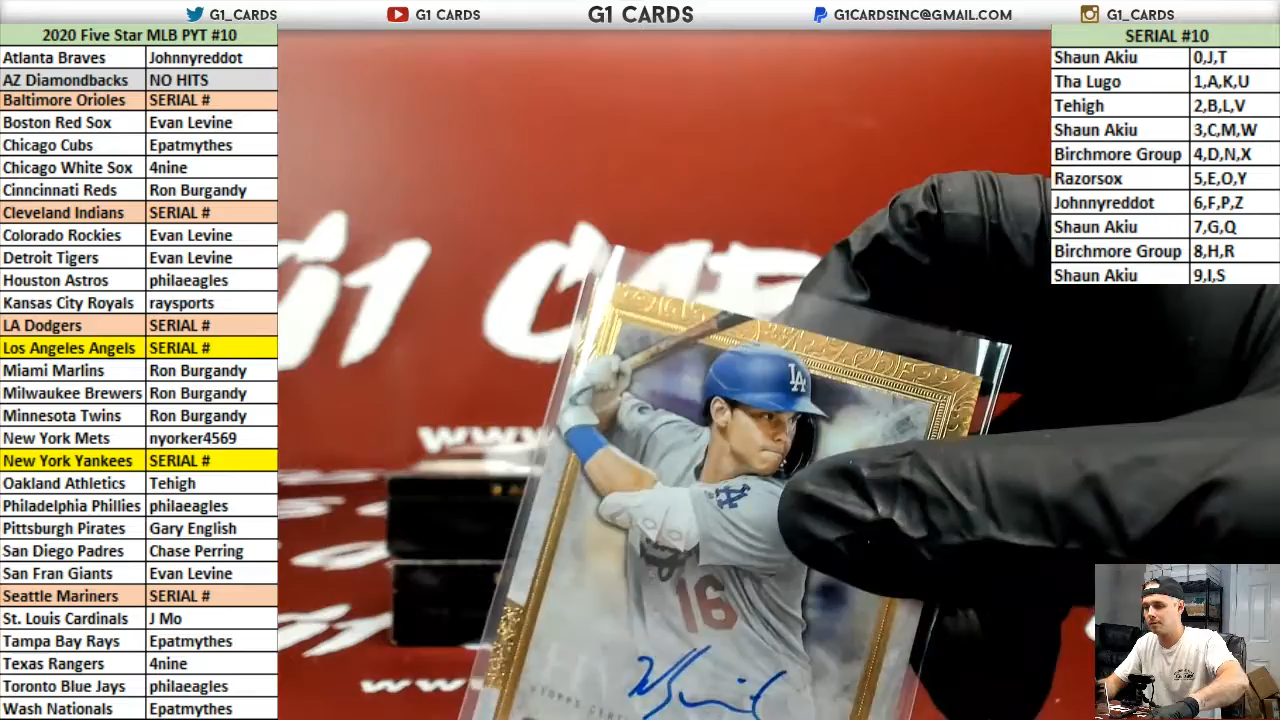 G1_CARDS
G1 CARDS
G1 CARDS
G1CARDSINC@GMAIL.COM
G1_CARDS
2020 Five Star MLB PYT #10
Atlanta Braves Johnnyreddot
AZ Diamondbacks NO HITS
Baltimore Orioles SERIAL #
Boston Red Sox Evan Levine
Chicago Cubs Epatmythes
Chicago White Sox 4nine
Cinncinnati Reds Ron Burgandy
Cleveland Indians SERIAL #
Colorado Rockies Evan Levine
Detroit Tigers Evan Levine
Houston Astros philaeagles
Kansas City Royals raysports
LA Dodgers SERIAL #
Los Angeles Angels SERIAL #
Miami Marlins Ron Burgandy
Milwaukee Brewers Ron Burgandy
Minnesota Twins Ron Burgandy
New York Mets nyorker4569
New York Yankees SERIAL #
Oakland Athletics Tehigh
Philadelphia Phillies philaeagles
Pittsburgh Pirates Gary English
San Diego Padres Chase Perring
San Fran Giants Evan Levine
Seattle Mariners SERIAL #
St. Louis Cardinals J Mo
Tampa Bay Rays Epatmythes
Texas Rangers 4nine
Toronto Blue Jays philaeagles
Wash Nationals Epatmythes
SERIAL #10
Shaun Akiu 0,J,T
Tha Lugo 1,A,K,U
Tehigh 2,B,L,V
Shaun Akiu 3,C,M,W
Birchmore Group 4,D,N,X
Razorsox 5,E,O,Y
Johnnyreddot 6,F,P,Z
Shaun Akiu 7,G,Q
Birchmore Group 8,H,R
Shaun Akiu 9,I,S
G1 CAR
www
LA
LA
16
TOPPS CERT
G1
www